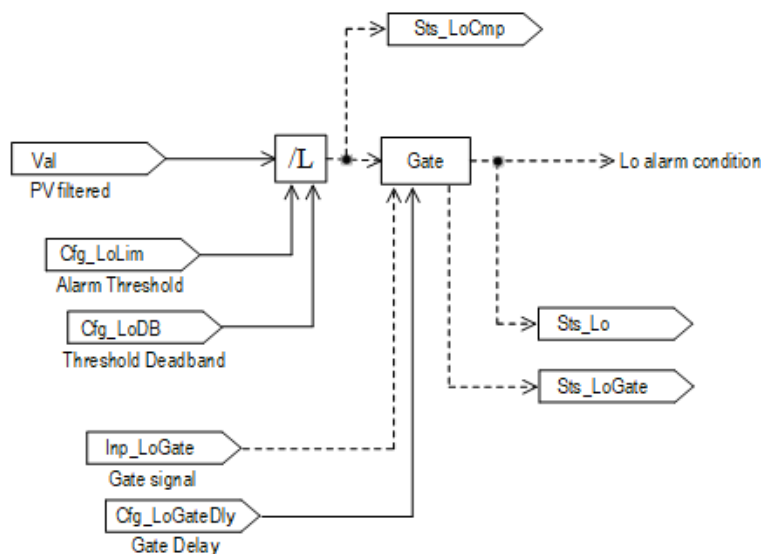 Sts_LoCmp
Val
/L
Gate
Lo alarm condition
PV filtered
Cfg_LoLim
Alarm Threshold
Cfg_LoDB
Sts_Lo
Threshold Deadband
Sts_LoGate
Inp_LoGate
Gate signal
Cfg_LoGateDly
Gate Delay